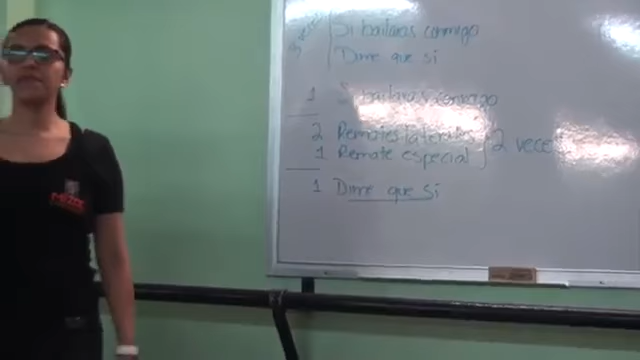 Si bailaras conmigo
Dime que si
1 Si bailaras conmigo
2 Remates laterales
1 Remate especial } 2 veces
1 Dime que si